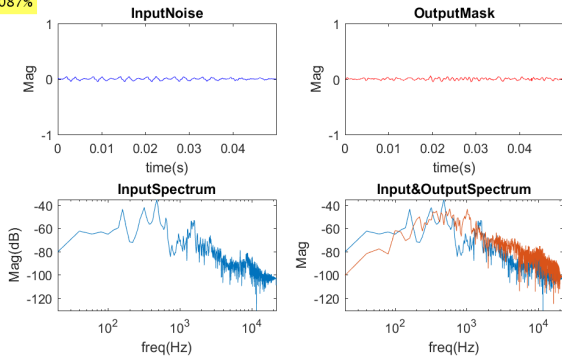 087%
InputNoise
OutputMask
1
0
-1
Mag
0 0.01 0.02 0.03 0.04
time(s)
1
0
-1
Mag
0 0.01 0.02 0.03 0.04
time(s)
InputSpectrum
Input&OutputSpectrum
-40
-60
-80
-100
-120
Mag(dB)
10^2 10^3 10^4
freq(Hz)
-40
-60
-80
-100
-120
Mag
10^2 10^3 10^4
freq(Hz)